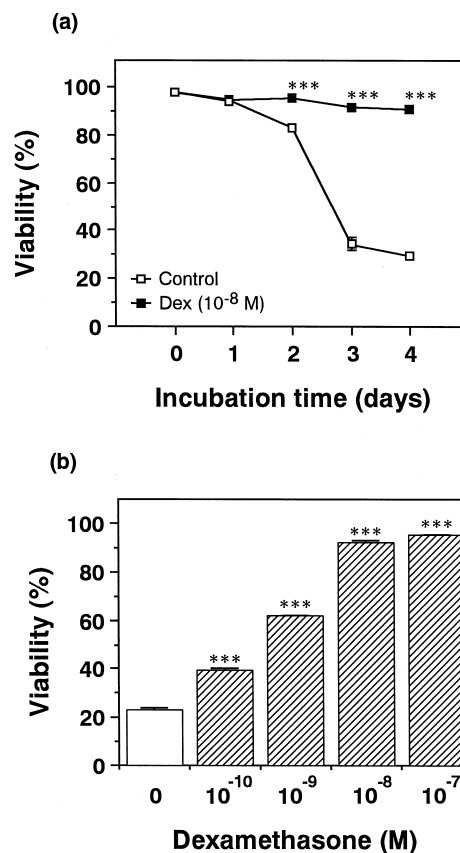 (a)
100
80
60
40
20
0
Viability (%)
*** *** ***
Control
Dex (10⁻⁸ M)
0 1 2 3 4
Incubation time (days)
(b)
100
80
60
40
20
0
Viability (%)
*** *** *** ***
0 10⁻¹⁰ 10⁻⁹ 10⁻⁸ 10⁻⁷
Dexamethasone (M)